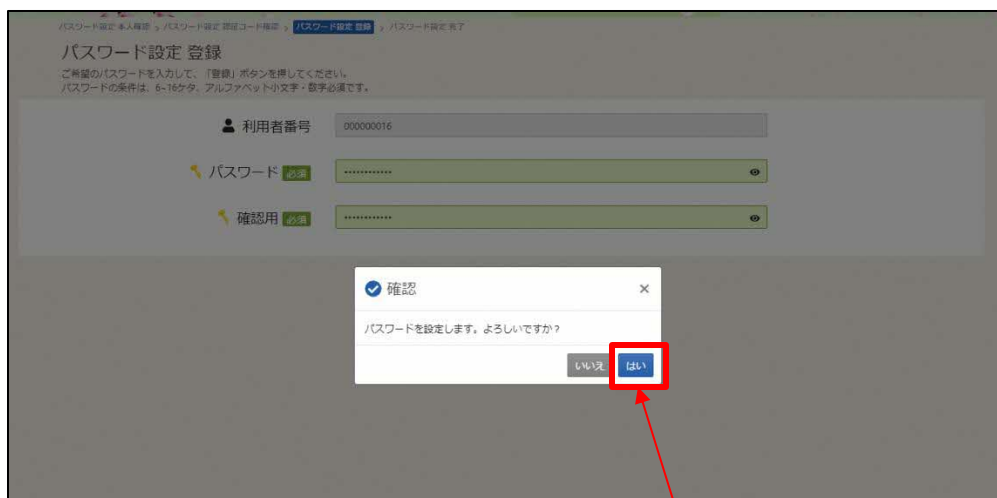 パスワード設定 本人確認 > パスワード設定 認証コード確認 > パスワード設定 登録 > パスワード設定 完了
パスワード設定 登録
ご希望のパスワードを入力して、「登録」ボタンを押してください。
パスワードの条件は、6~16ケタ、アルファベット小文字・数字必須です。
利用者番号 000000016
パスワード 必須 ············
確認用 必須 ············
確認 ×
パスワードを設定します。よろしいですか?
いいえ はい